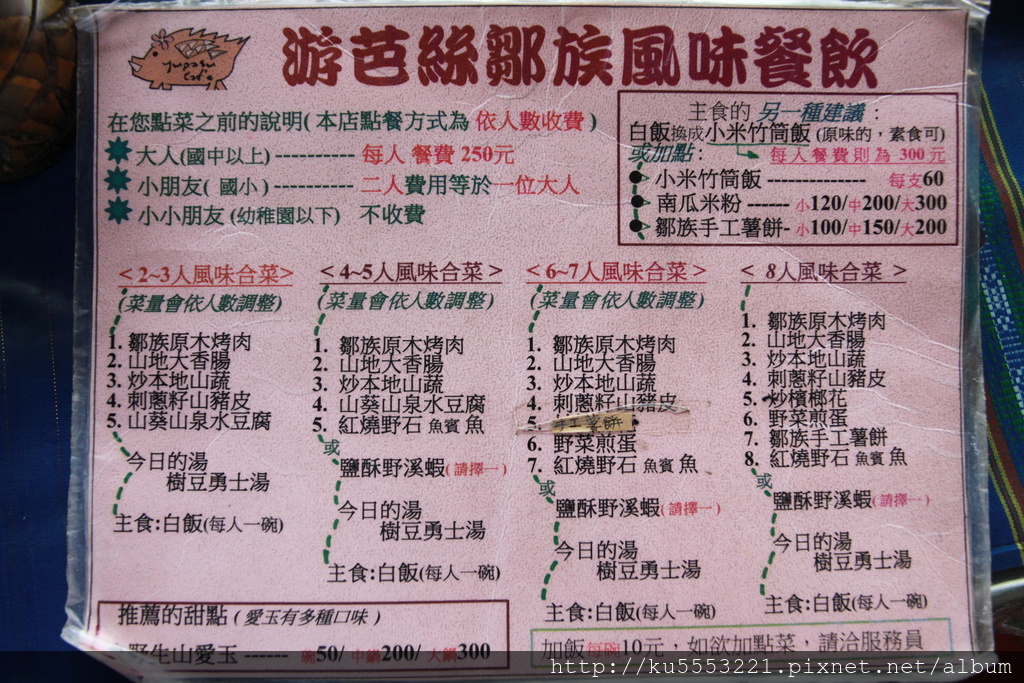 yupasu
Caf'e
游芭絲鄒族風味餐飲
在您點菜之前的說明( 本店點餐方式為 依人數收費 )
大人(國中以上) ----------- 每人 餐費 250元
小朋友( 國小 ) ----------- 二人費用等於一位大人
小小朋友 (幼稚園以下) 不收費
主食的 另一種建議 :
白飯換成小米竹筒飯 (原味的，素食可)
或加點 : 每人餐費則為 300 元
小米竹筒飯 -------------- 每支60
南瓜米粉 ------ 小120/中200/大300
鄒族手工薯餅- 小100/中150/大200
< 2~3人風味合菜>
(菜量會依人數調整)
1. 鄒族原木烤肉
2. 山地大香腸
3. 炒本地山蔬
4. 刺蔥籽山豬皮
5. 山葵山泉水豆腐
今日的湯
樹豆勇士湯
主食:白飯(每人一碗)
< 4~5人風味合菜 >
(菜量會依人數調整)
1. 鄒族原木烤肉
2. 山地大香腸
3. 炒本地山蔬
4. 山葵山泉水豆腐
5. 紅燒野石 魚賓 魚
或
鹽酥野溪蝦( 請擇一 )
今日的湯
樹豆勇士湯
主食:白飯(每人一碗)
< 6~7人風味合菜 >
(菜量會依人數調整)
1. 鄒族原木烤肉
2. 山地大香腸
3. 炒本地山蔬
4. 刺蔥籽山豬皮
5. 手工薯餅
6. 野菜煎蛋
7. 紅燒野石 魚賓 魚
或
鹽酥野溪蝦( 請擇一 )
今日的湯
樹豆勇士湯
主食:白飯(每人一碗)
< 8人風味合菜 >
1. 鄒族原木烤肉
2. 山地大香腸
3. 炒本地山蔬
4. 刺蔥籽山豬皮
5. 炒檳榔花
6. 野菜煎蛋
7. 鄒族手工薯餅
8. 紅燒野石 魚賓 魚
或
鹽酥野溪蝦( 請擇一 )
今日的湯
樹豆勇士湯
主食:白飯(每人一碗)
推薦的甜點 ( 愛玉有多種口味 )
野生山愛玉 ------ 碗50/ 中鍋200/ 大鍋300
加飯每碗10元，如欲加點菜，請洽服務員
http://ku5553221.pixnet.net/album